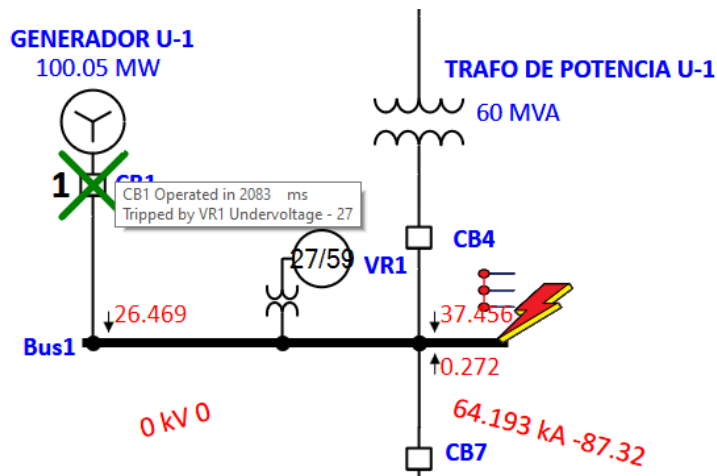 GENERADOR U-1
100.05 MW
TRAFO DE POTENCIA U-1
60 MVA
1
CB1
CB1 Operated in 2083 ms
Tripped by VR1 Undervoltage - 27
27/59
VR1
CB4
26.469
37.456
Bus1
0.272
0 kV 0
64.193 kA -87.32
CB7